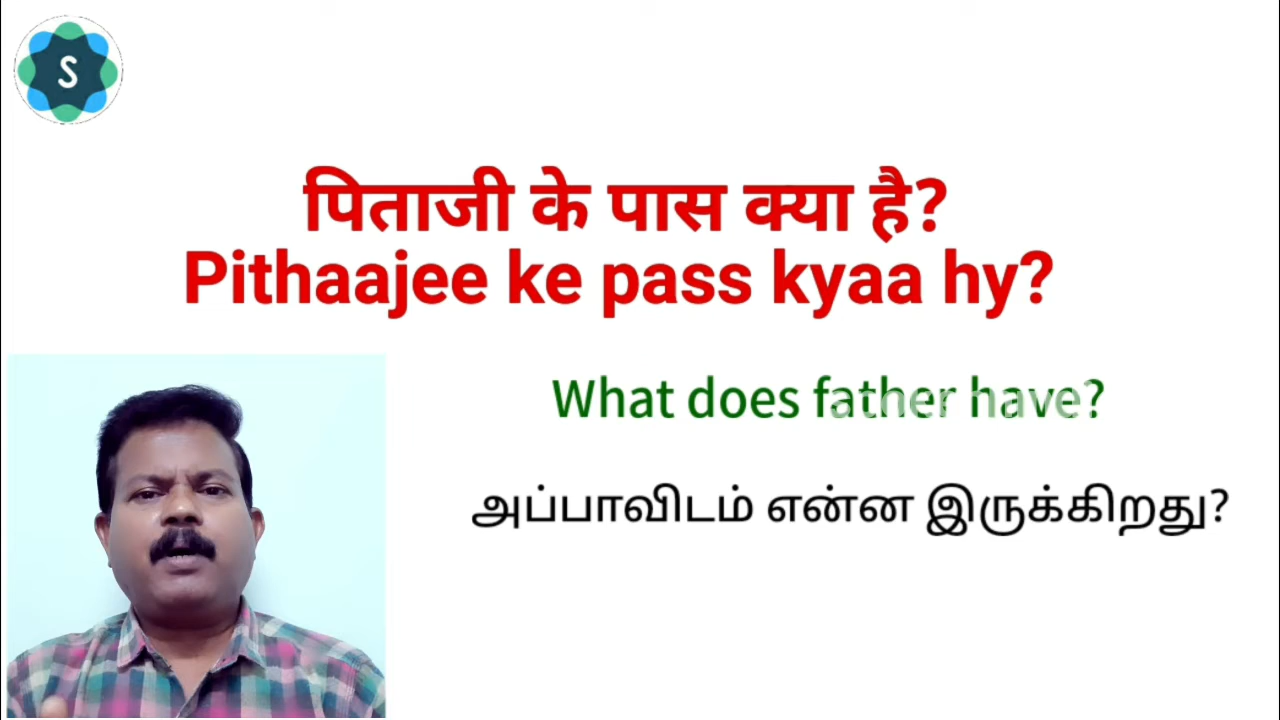 S
पिताजी के पास क्या है?
Pithaajee ke pass kyaa hy?
What does father have?
அப்பாவிடம் என்ன இருக்கிறது?